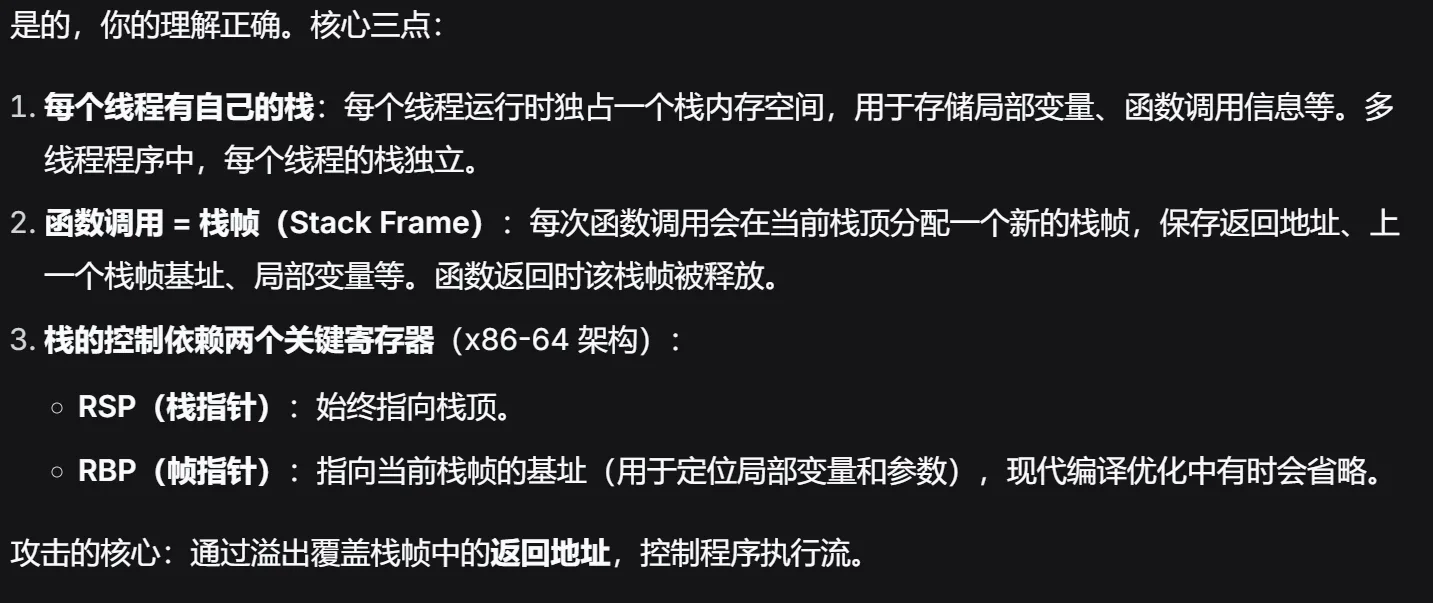 是的，你的理解正确。核心三点：
1. 每个线程有自己的栈：每个线程运行时独占一个栈内存空间，用于存储局部变量、函数调用信息等。多
线程程序中，每个线程的栈独立。
2. 函数调用 = 栈帧（Stack Frame）：每次函数调用会在当前栈顶分配一个新的栈帧，保存返回地址、上
一个栈帧基址、局部变量等。函数返回时该栈帧被释放。
3. 栈的控制依赖两个关键寄存器（x86-64 架构）：
○ RSP（栈指针）：始终指向栈顶。
○ RBP（帧指针）：指向当前栈帧的基址（用于定位局部变量和参数），现代编译优化中有时会省略。
攻击的核心：通过溢出覆盖栈帧中的返回地址，控制程序执行流。